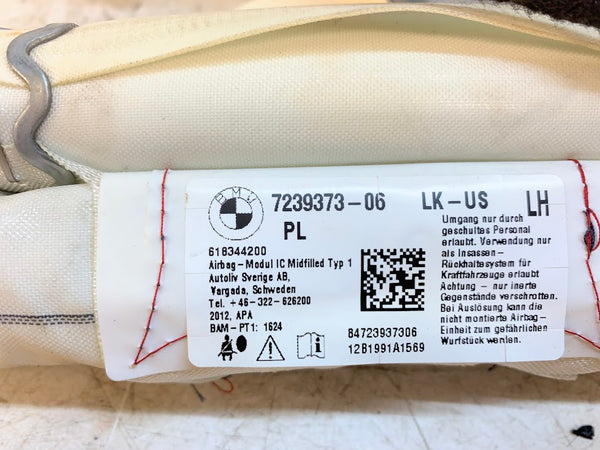 BMW
7239373-06 LK-US LH
PL
618344200
Airbag-Modul IC Midfilled Typ 1
Autoliv Sverige AB,
Vargada, Schweden
Tel. +46-322-626200
2012, APA
BAM-PT1: 1624
84723937306
12B1991A1569
Umgang nur durch
geschultes Personal
erlaubt. Verwendung nur
als Insassen-
Rückhaltesystem für
Kraftfahrzeuge erlaubt
Achtung - nur inerte
Gegenstände verschrotten.
Bei Auslösung kann die
nicht montierte Airbag-
Einheit zum gefährlichen
Wurfstück werden.